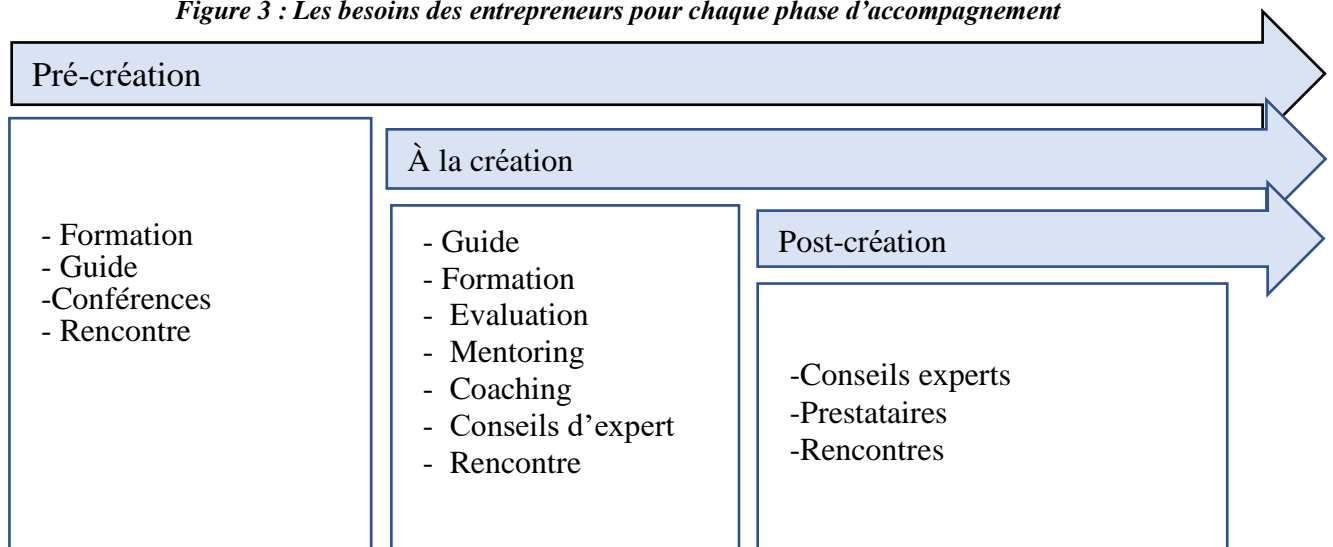 Figure 3 : Les besoins des entrepreneurs pour chaque phase d’accompagnement
Pré-création
- Formation
- Guide
-Conférences
- Rencontre
À la création
- Guide
- Formation
- Evaluation
- Mentoring
- Coaching
- Conseils d’expert
- Rencontre
Post-création
-Conseils experts
-Prestataires
-Rencontres